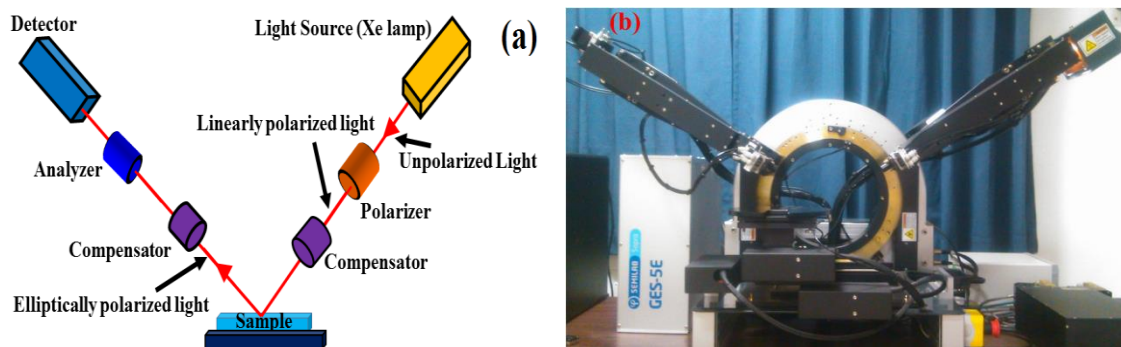 Detector
Light Source (Xe lamp)
(a)
Linearly polarized light
Unpolarized Light
Analyzer
Polarizer
Compensator
Compensator
Elliptically polarized light
Sample
(b)
SEMILAB Sopra
GES-5E